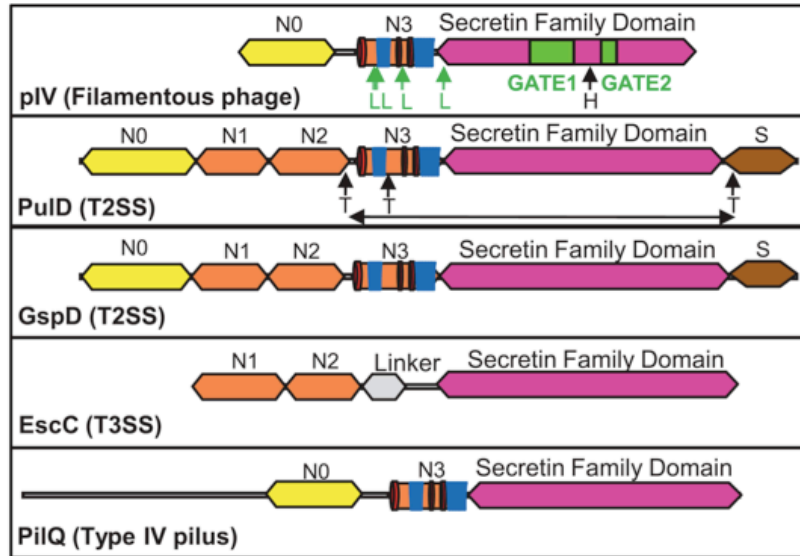 N0 N3 Secretin Family Domain
GATE1 GATE2
L L L L H
pIV (Filamentous phage)
N0 N1 N2 N3 Secretin Family Domain S
T T T
PulD (T2SS)
N0 N1 N2 N3 Secretin Family Domain S
GspD (T2SS)
N1 N2 Linker Secretin Family Domain
EscC (T3SS)
N0 N3 Secretin Family Domain
PilQ (Type IV pilus)